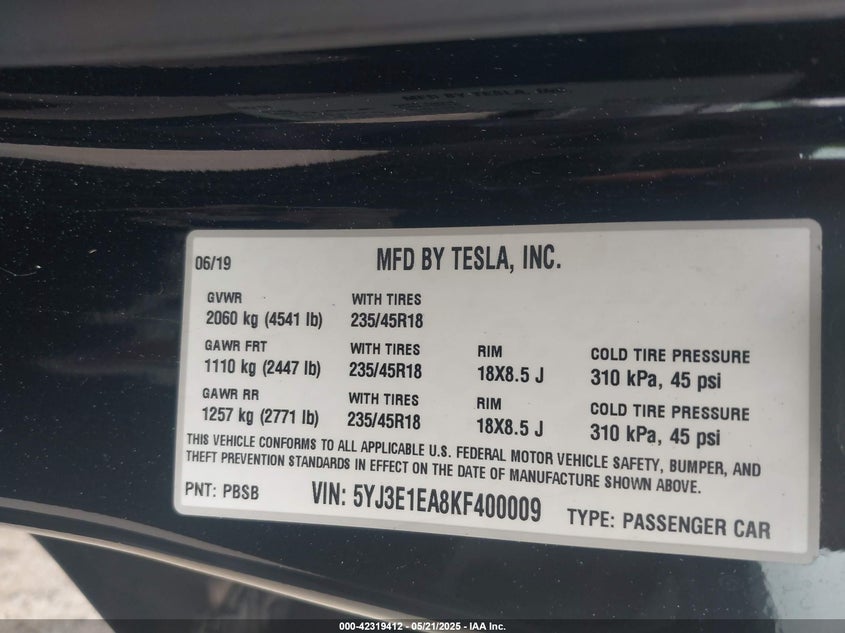 MFD BY TESLA, INC.
06/19 MFD BY TESLA, INC.
GVWR WITH TIRES
2060 kg (4541 lb) 235/45R18
GAWR FRT WITH TIRES RIM COLD TIRE PRESSURE
1110 kg (2447 lb) 235/45R18 18X8.5 J 310 kPa, 45 psi
GAWR RR WITH TIRES RIM COLD TIRE PRESSURE
1257 kg (2771 lb) 235/45R18 18X8.5 J 310 kPa, 45 psi
THIS VEHICLE CONFORMS TO ALL APPLICABLE U.S. FEDERAL MOTOR VEHICLE SAFETY, BUMPER, AND
THEFT PREVENTION STANDARDS IN EFFECT ON THE DATE OF MANUFACTURE SHOWN ABOVE.
PNT: PBSB VIN: 5YJ3E1EA8KF400009 TYPE: PASSENGER CAR
000-42319412 - 05/21/2025 - IAA Inc.